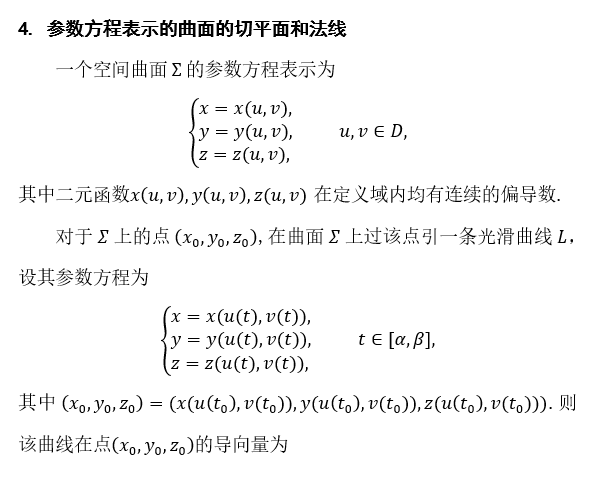 4. 参数方程表示的曲面的切平面和法线
一个空间曲面 Σ 的参数方程表示为
x = x(u, v),
y = y(u, v), u, v ∈ D,
z = z(u, v),
其中二元函数x(u, v), y(u, v), z(u, v) 在定义域内均有连续的偏导数.
对于 Σ 上的点 (x₀, y₀, z₀), 在曲面 Σ 上过该点引一条光滑曲线 L，
设其参数方程为
x = x(u(t), v(t)),
y = y(u(t), v(t)), t ∈ [α, β],
z = z(u(t), v(t)),
其中 (x₀, y₀, z₀) = (x(u(t₀), v(t₀)), y(u(t₀), v(t₀)), z(u(t₀), v(t₀))). 则
该曲线在点(x₀, y₀, z₀)的导向量为